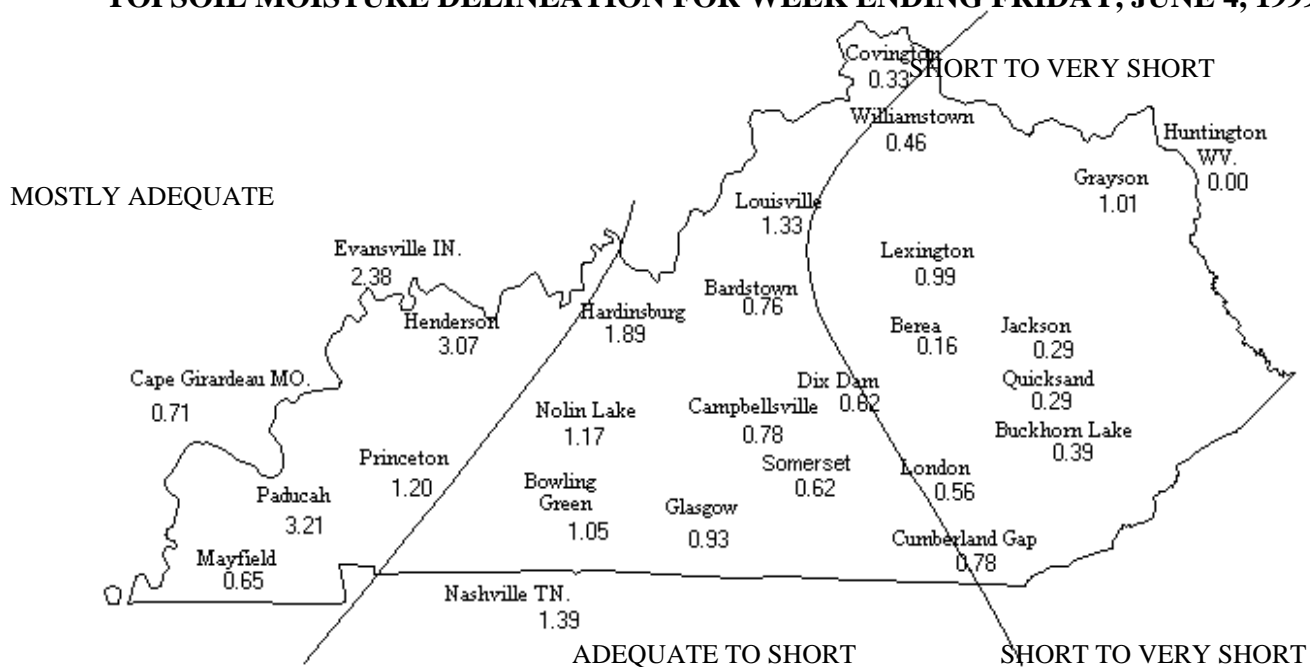 TOPSOIL MOISTURE DELINEATION FOR WEEK ENDING FRIDAY, JUNE 4, 1999
Covington
0.33
SHORT TO VERY SHORT
Williamstown
0.46
Huntington
WV.
0.00
Grayson
1.01
MOSTLY ADEQUATE
Louisville
1.33
Evansville IN.
2.38
Lexington
0.99
Bardstown
0.76
Hardinsburg
1.89
Henderson
3.07
Berea
0.16
Jackson
0.29
Cape Girardeau MO.
0.71
Dix Dam
0.62
Quicksand
0.29
Nolin Lake
1.17
Campbellsville
0.78
Buckhorn Lake
0.39
Princeton
1.20
Somerset
0.62
London
0.56
Bowling
Green
1.05
Paducah
3.21
Glasgow
0.93
Mayfield
0.65
Cumberland Gap
0.78
Nashville TN.
1.39
ADEQUATE TO SHORT
SHORT TO VERY SHORT